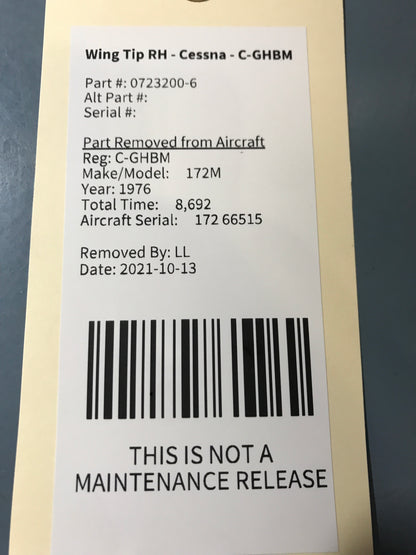 Wing Tip RH - Cessna - C-GHBM
Part #: 0723200-6
Alt Part #:
Serial #:
Part Removed from Aircraft
Reg: C-GHBM
Make/Model: 172M
Year: 1976
Total Time: 8,692
Aircraft Serial: 172 66515
Removed By: LL
Date: 2021-10-13
THIS IS NOT A
MAINTENANCE RELEASE